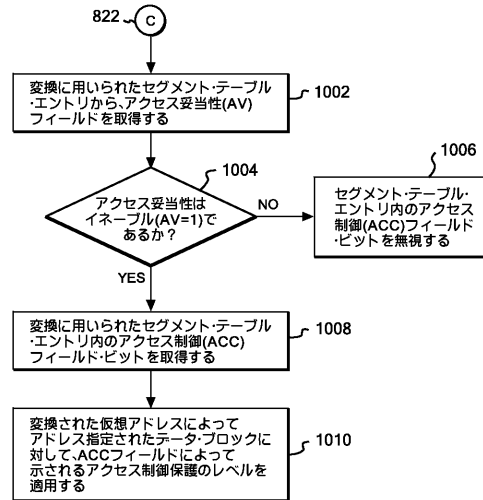 822
C
変換に用いられたセグメント・テーブル
・エントリから、アクセス妥当性(AV)
フィールドを取得する
1002
1004
アクセス妥当性は
イネーブル(AV=1)で
あるか？
NO
YES
1006
セグメント・テーブル・
エントリ内のアクセス
制御(ACC)フィールド
・ビットを無視する
変換に用いられたセグメント・テーブル
・エントリ内のアクセス制御(ACC)
フィールド・ビットを取得する
1008
変換された仮想アドレスによって
アドレス指定されたデータ・ブロックに
対して、ACCフィールドによって
示されるアクセス制御保護のレベルを
適用する
1010